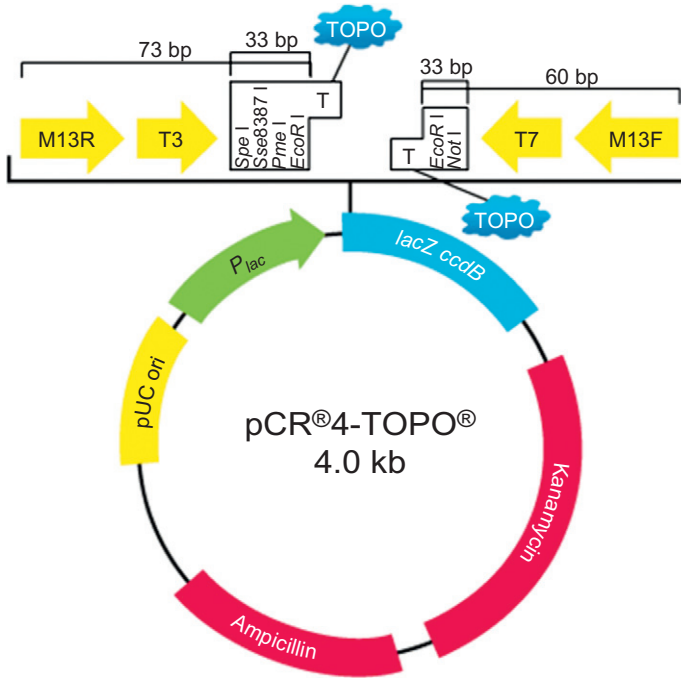 TOPO
73 bp
33 bp
33 bp
60 bp
M13R
T3
Spe I
Sse8387 I
Pme I
EcoR I
T
T
EcoR I
Not I
T7
M13F
TOPO
Plac
lacZ ccdB
pUC ori
pCR®4-TOPO®
4.0 kb
Kanamycin
Ampicillin